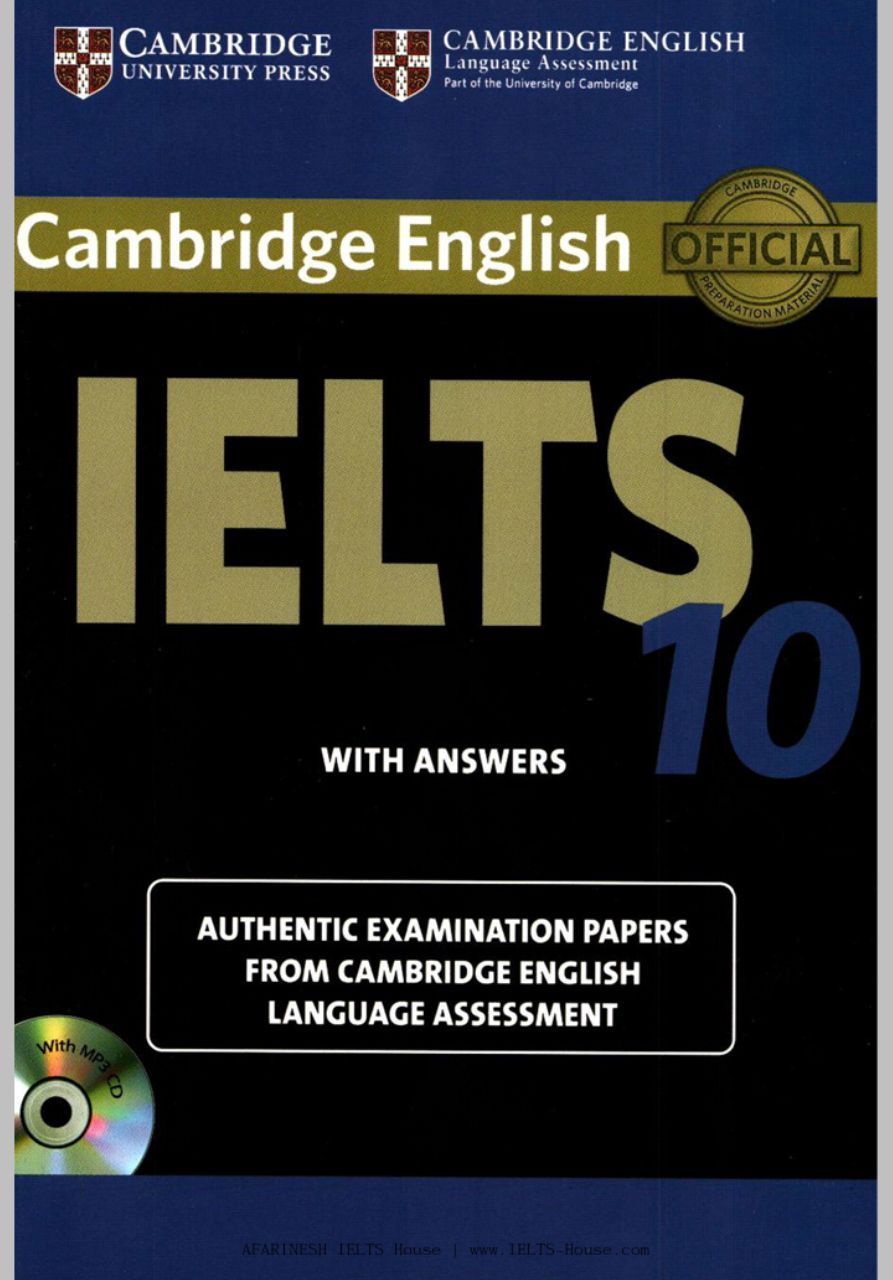 CAMBRIDGE
UNIVERSITY PRESS
CAMBRIDGE ENGLISH
Language Assessment
Part of the University of Cambridge
Cambridge English
CAMBRIDGE
OFFICIAL
PREPARATION MATERIAL
IELTS
10
WITH ANSWERS
AUTHENTIC EXAMINATION PAPERS
FROM CAMBRIDGE ENGLISH
LANGUAGE ASSESSMENT
With MP3 CD
AFARINESH IELTS House | www.IELTS-House.com